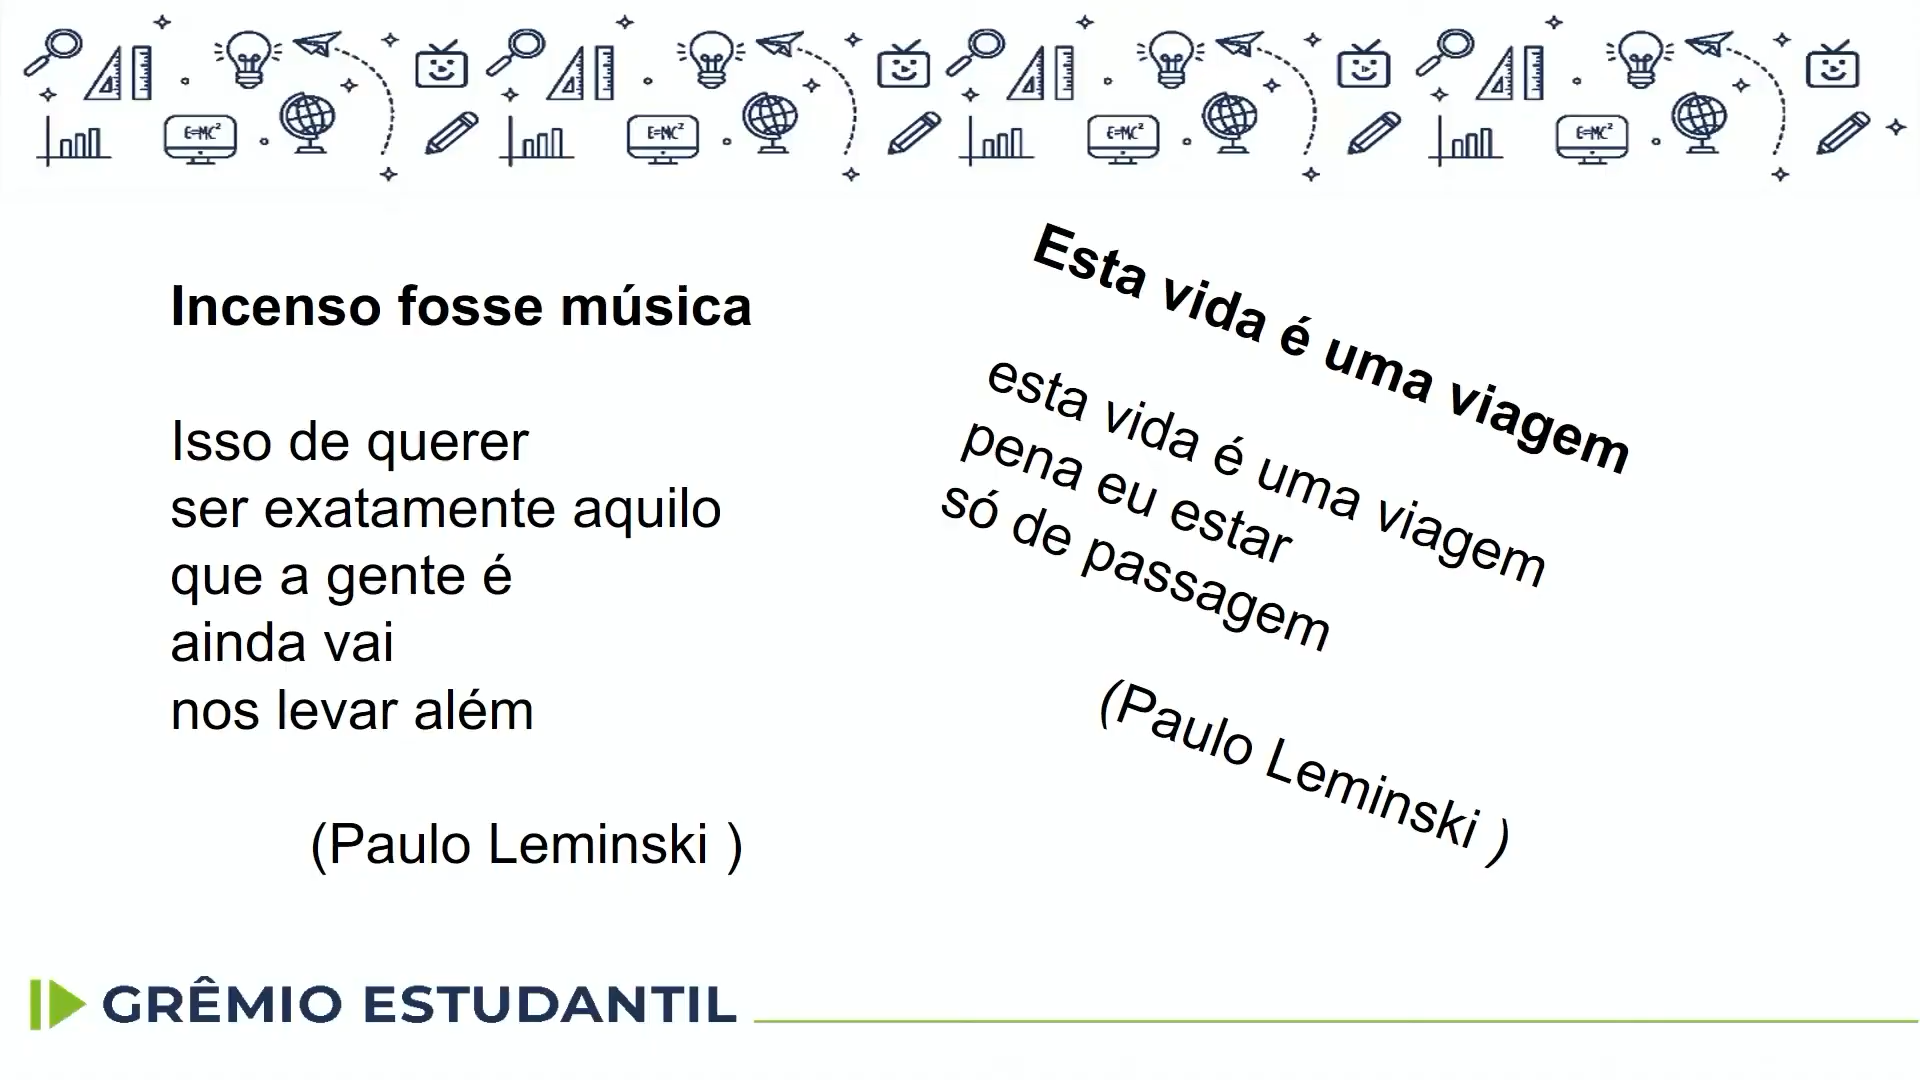 E=MC²
E=MC²
E=MC²
E=MC²
Incenso fosse música
Isso de querer
ser exatamente aquilo
que a gente é
ainda vai
nos levar além
(Paulo Leminski )
Esta vida é uma viagem
esta vida é uma viagem
pena eu estar
só de passagem
(Paulo Leminski )
GRÊMIO ESTUDANTIL